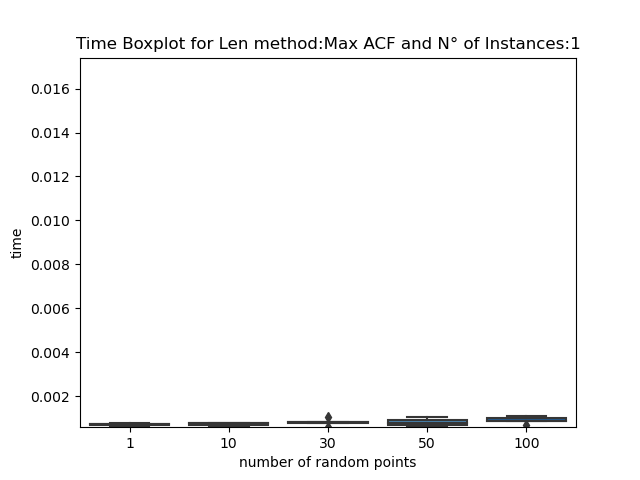 Time Boxplot for Len method:Max ACF and N° of Instances:1
0.016
0.014
0.012
0.010
0.008
0.006
0.004
0.002
time
1 10 30 50 100
number of random points